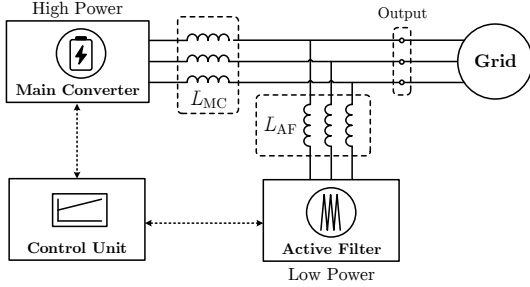 High Power
Output
Grid
Main Converter
L_MC
L_AF
Control Unit
Active Filter
Low Power